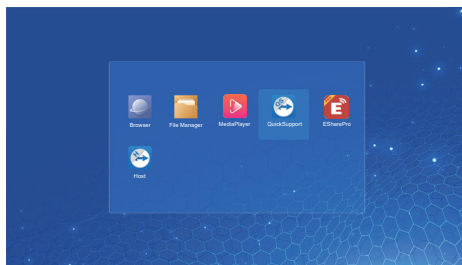 Browser
File Manager
MediaPlayer
QuickSupport
ESharePro
Host